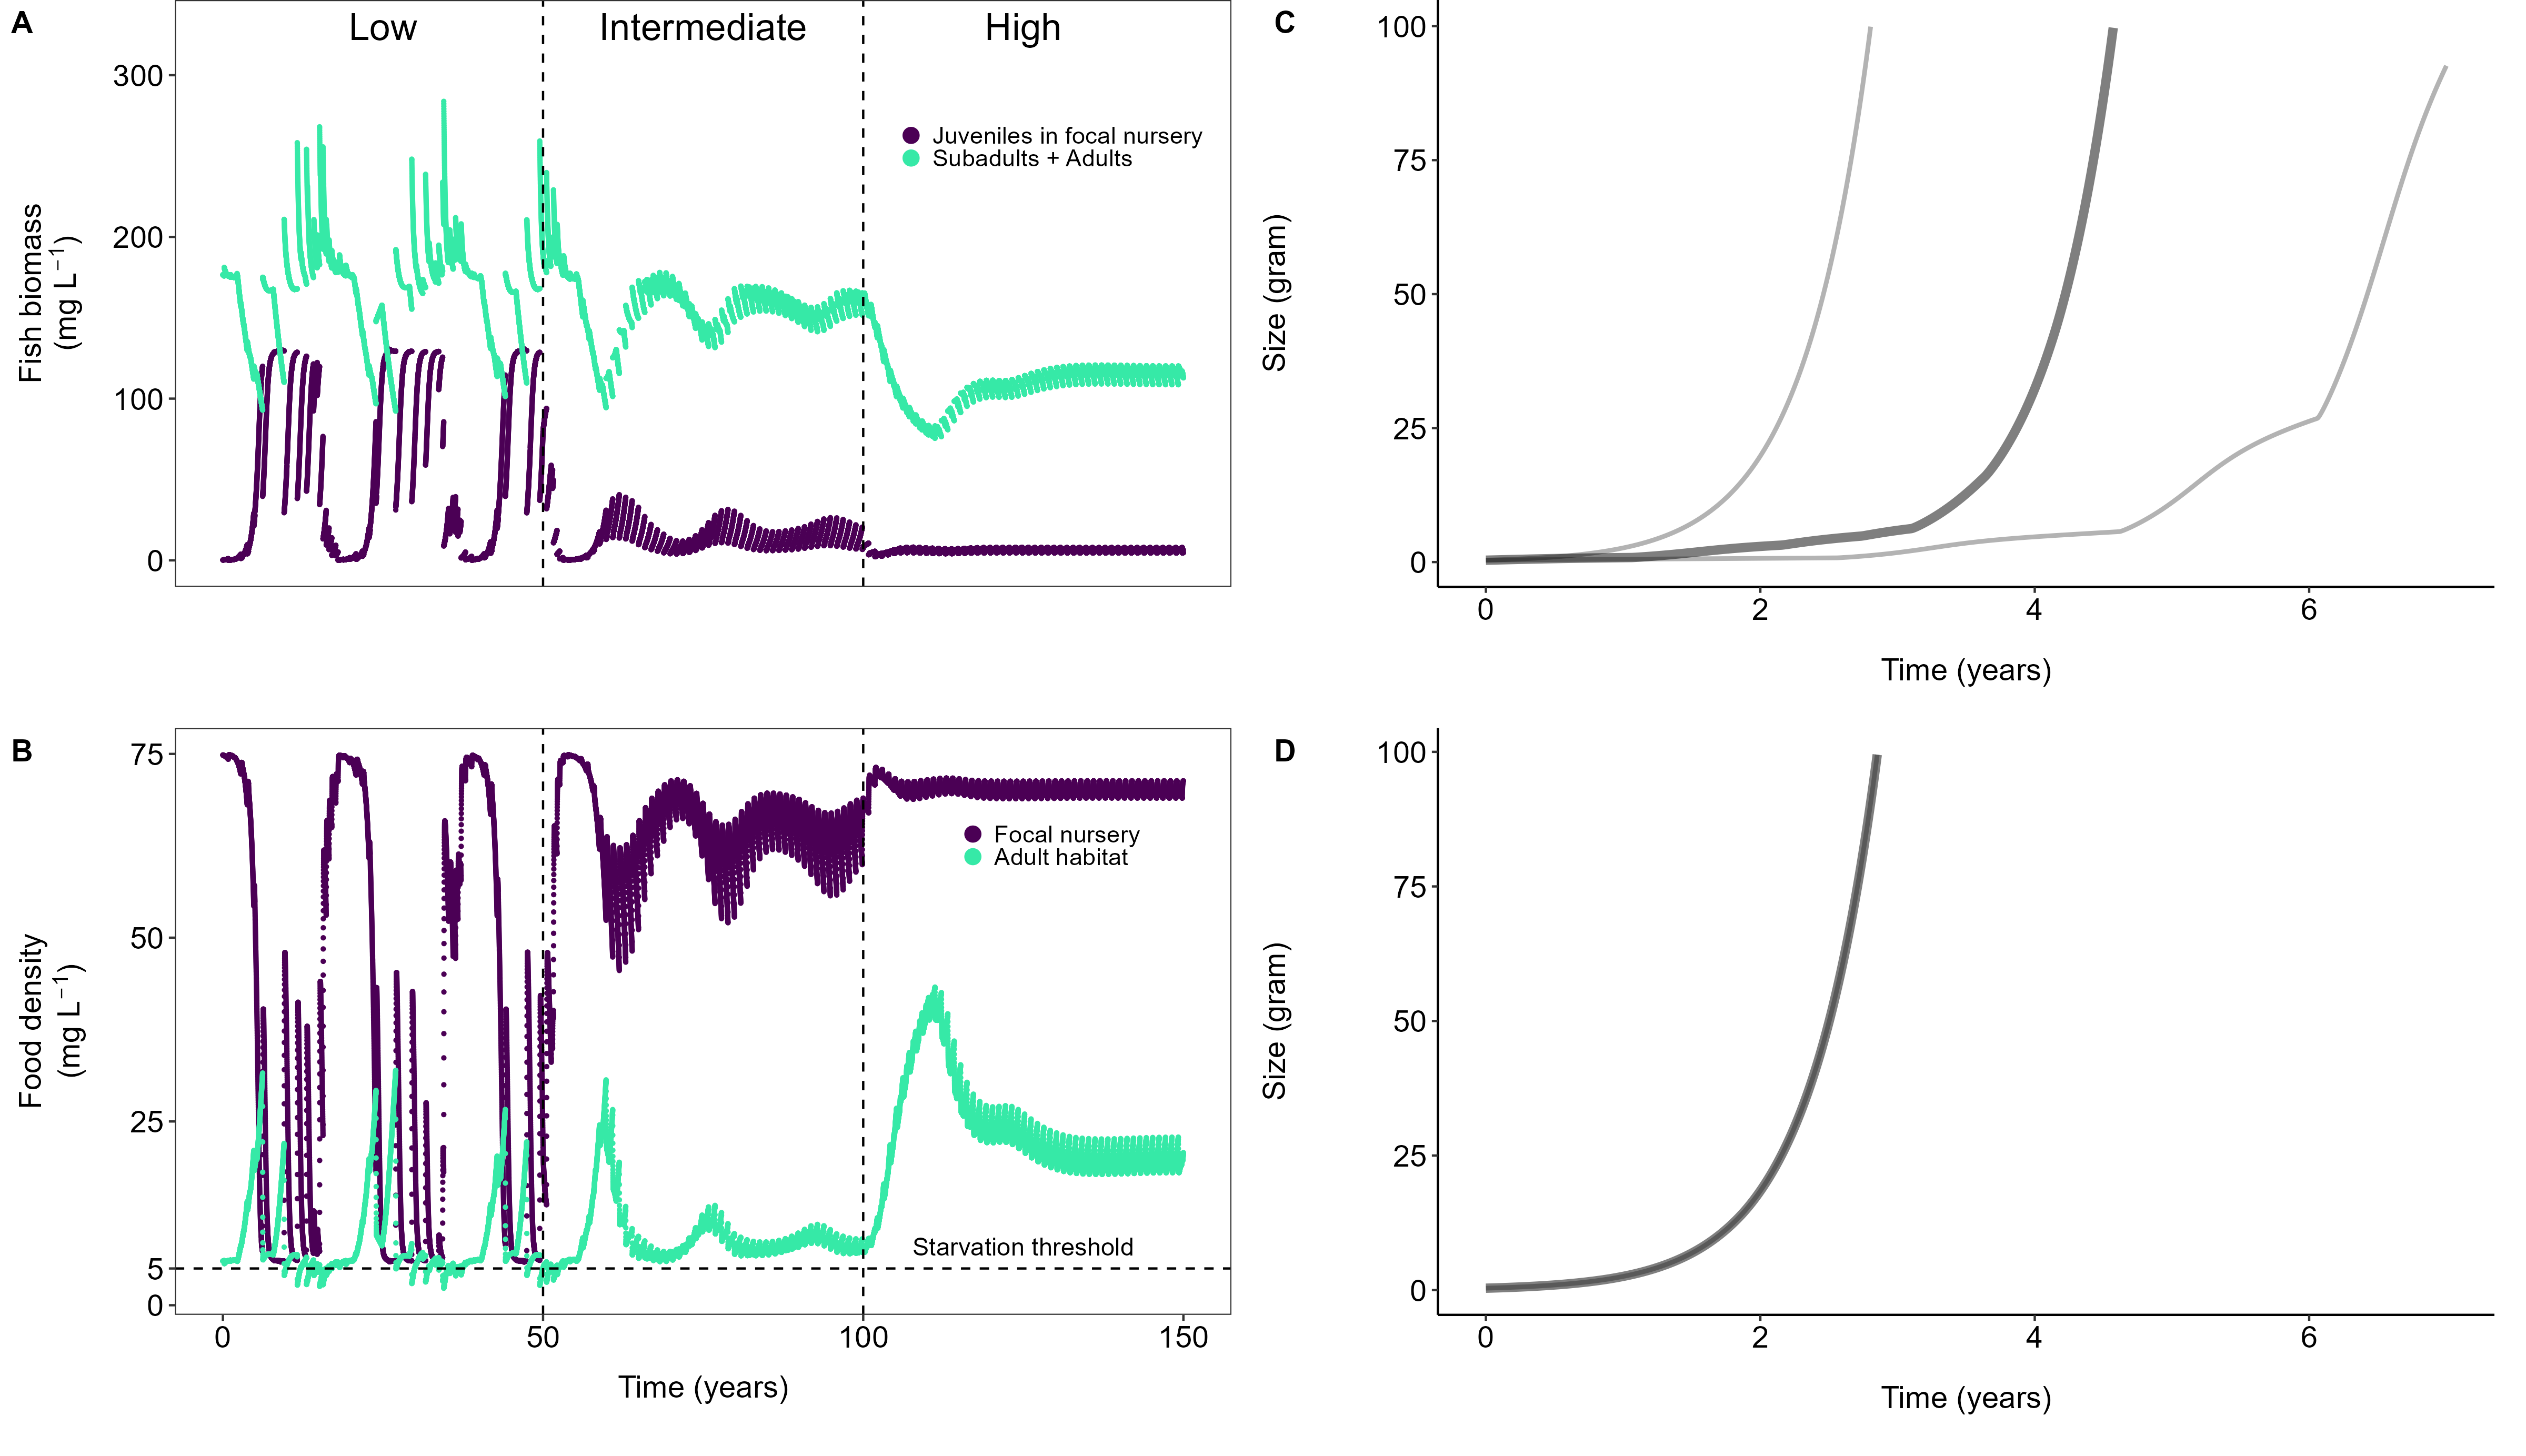 A
Low Intermediate High
300
200
100
0
Fish biomass
(mg L⁻¹)
Juveniles in focal nursery
Subadults + Adults
C
100
75
50
25
0
Size (gram)
0 2 4 6
Time (years)
B
75
50
25
5
0
Food density
(mg L⁻¹)
Focal nursery
Adult habitat
Starvation threshold
0 50 100 150
Time (years)
D
100
75
50
25
0
Size (gram)
0 2 4 6
Time (years)